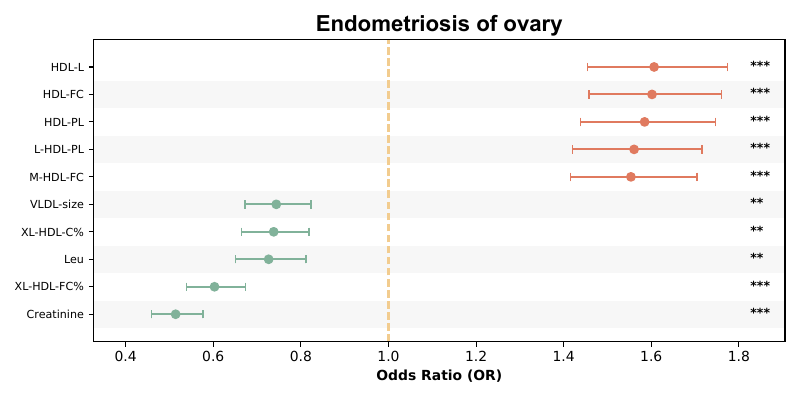 Endometriosis of ovary
HDL-L ***
HDL-FC ***
HDL-PL ***
L-HDL-PL ***
M-HDL-FC ***
VLDL-size **
XL-HDL-C% **
Leu **
XL-HDL-FC% ***
Creatinine ***
0.4 0.6 0.8 1.0 1.2 1.4 1.6 1.8
Odds Ratio (OR)